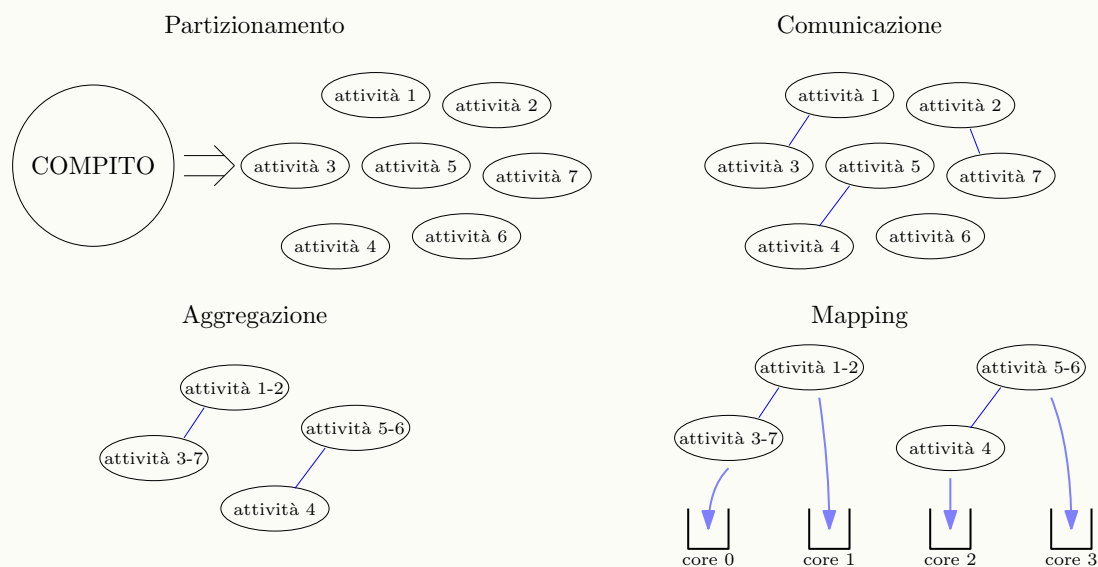 Partizionamento
COMPITO
attività 1
attività 2
attività 3
attività 5
attività 7
attività 4
attività 6
Comunicazione
attività 1
attività 2
attività 3
attività 5
attività 7
attività 4
attività 6
Aggregazione
attività 1-2
attività 5-6
attività 3-7
attività 4
Mapping
attività 1-2
attività 5-6
attività 3-7
attività 4
core 0
core 1
core 2
core 3